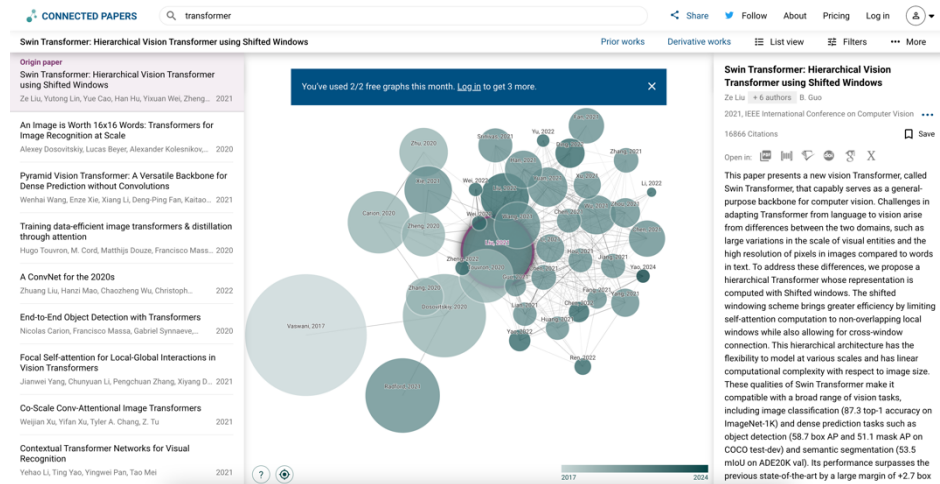 CONNECTED PAPERS
transformer
Share
Follow
About
Pricing
Log in
Swin Transformer: Hierarchical Vision Transformer using Shifted Windows
Prior works
Derivative works
List view
Filters
More
Origin paper
Swin Transformer: Hierarchical Vision Transformer
using Shifted Windows
Ze Liu, Yutong Lin, Yue Cao, Han Hu, Yixuan Wei, Zheng... 2021
An Image is Worth 16x16 Words: Transformers for
Image Recognition at Scale
Alexey Dosovitskiy, Lucas Beyer, Alexander Kolesnikov,... 2020
Pyramid Vision Transformer: A Versatile Backbone for
Dense Prediction without Convolutions
Wenhai Wang, Enze Xie, Xiang Li, Deng-Ping Fan, Kaitao... 2021
Training data-efficient image transformers & distillation
through attention
Hugo Touvron, M. Cord, Matthijs Douze, Francisco Mass... 2020
A ConvNet for the 2020s
Zhuang Liu, Hanzi Mao, Chaozheng Wu, Christoph... 2022
End-to-End Object Detection with Transformers
Nicolas Carion, Francisco Massa, Gabriel Synnaeve,... 2020
Focal Self-attention for Local-Global Interactions in
Vision Transformers
Jianwei Yang, Chunyuan Li, Pengchuan Zhang, Xiyang D... 2021
Co-Scale Conv-Attentional Image Transformers
Weijian Xu, Yifan Xu, Tyler A. Chang, Z. Tu 2021
Contextual Transformer Networks for Visual
Recognition
Yehao Li, Ting Yao, Yingwei Pan, Tao Mei 2021
You've used 2/2 free graphs this month. Log in to get 3 more.
Zhu, 2020
Yu, 2022
Zhang, 2021
Li, 2022
Wei, 2022
Carion, 2020
Zheng, 2020
Liu, 2021
Yao, 2024
Zhang, 2020
Dosovitskiy, 2020
Vaswani, 2017
Huang, 2021
Ren, 2022
Radford, 2021
?
2017
2024
Swin Transformer: Hierarchical Vision
Transformer using Shifted Windows
Ze Liu + 6 authors B. Guo
2021, IEEE International Conference on Computer Vision
16866 Citations
Save
Open in:
This paper presents a new vision Transformer, called
Swin Transformer, that capably serves as a general-
purpose backbone for computer vision. Challenges in
adapting Transformer from language to vision arise
from differences between the two domains, such as
large variations in the scale of visual entities and the
high resolution of pixels in images compared to words
in text. To address these differences, we propose a
hierarchical Transformer whose representation is
computed with Shifted windows. The shifted
windowing scheme brings greater efficiency by limiting
self-attention computation to non-overlapping local
windows while also allowing for cross-window
connection. This hierarchical architecture has the
flexibility to model at various scales and has linear
computational complexity with respect to image size.
These qualities of Swin Transformer make it
compatible with a broad range of vision tasks,
including image classification (87.3 top-1 accuracy on
ImageNet-1K) and dense prediction tasks such as
object detection (58.7 box AP and 51.1 mask AP on
COCO test-dev) and semantic segmentation (53.5
mIoU on ADE20K val). Its performance surpasses the
previous state-of-the-art by a large margin of +2.7 box